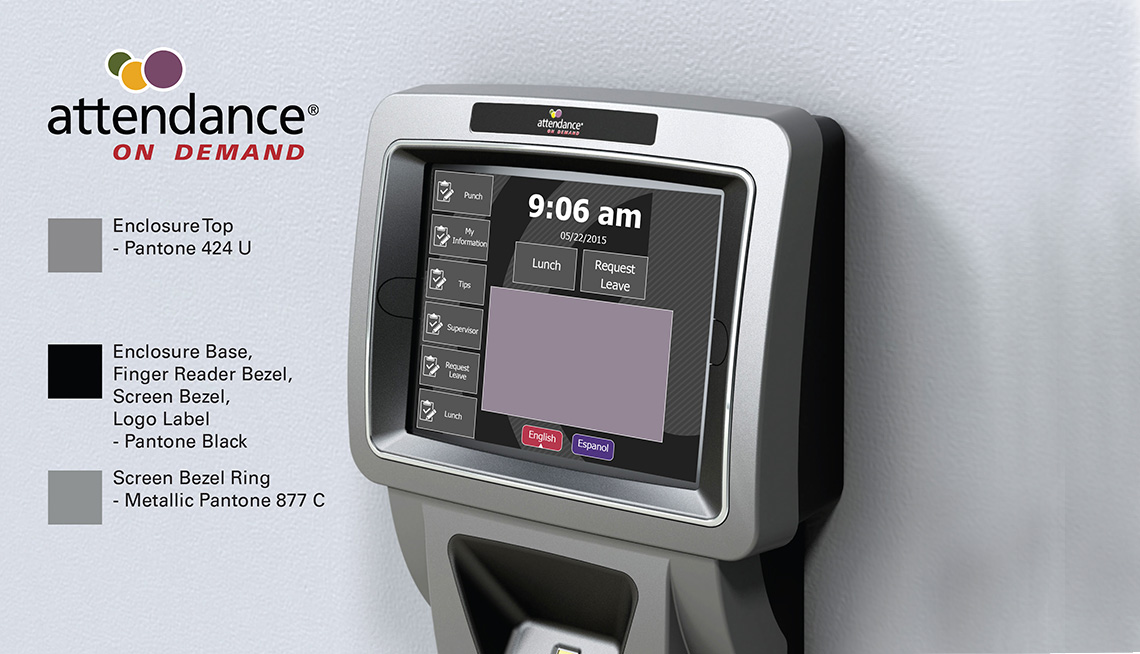 attendance®
ON DEMAND
Enclosure Top
- Pantone 424 U
Enclosure Base,
Finger Reader Bezel,
Screen Bezel,
Logo Label
- Pantone Black
Screen Bezel Ring
- Metallic Pantone 877 C
attendance®
ON DEMAND
Punch
My
Information
Tips
Supervisor
Request
Leave
Lunch
9:06 am
05/22/2015
Lunch
Request
Leave
English
Espanol